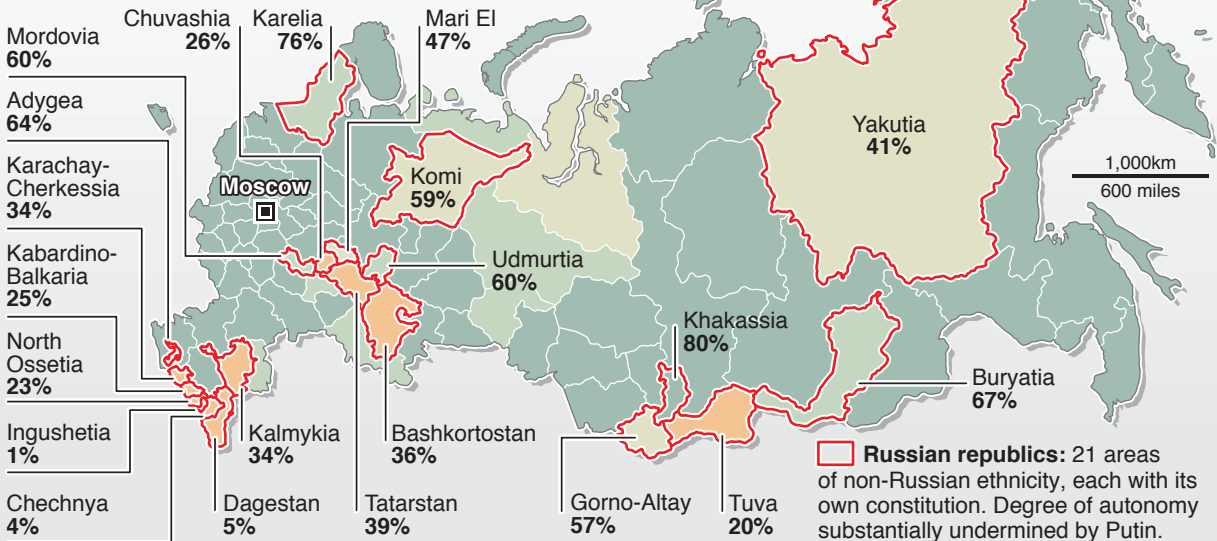 Chuvashia
26%
Karelia
76%
Mari El
47%
Mordovia
60%
Adygea
64%
Karachay-
Cherkessia
34%
Kabardino-
Balkaria
25%
North
Ossetia
23%
Ingushetia
1%
Chechnya
4%
Moscow
Komi
59%
Yakutia
41%
1,000km
600 miles
Udmurtia
60%
Khakassia
80%
Buryatia
67%
Kalmykia
34%
Bashkortostan
36%
Dagestan
5%
Tatarstan
39%
Gorno-Altay
57%
Tuva
20%
Russian republics: 21 areas
of non-Russian ethnicity, each with its
own constitution. Degree of autonomy
substantially undermined by Putin.